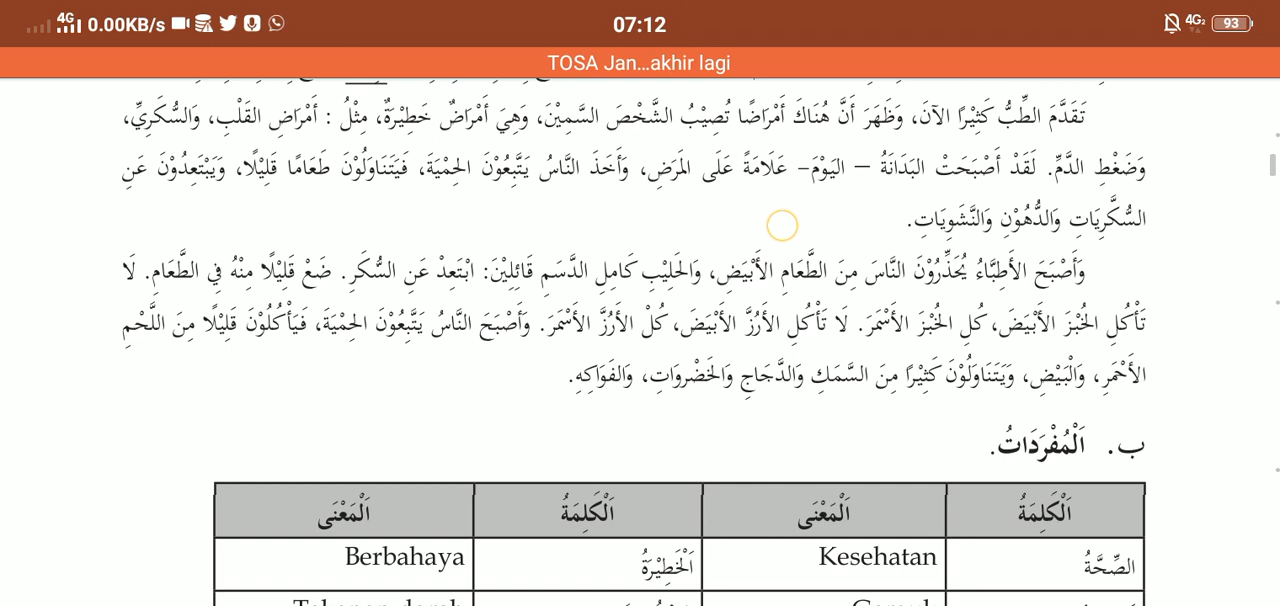 4G 0.00KB/s 07:12 4G2 93
TOSA Jan...akhir lagi
تَقَدَّمَ الطِّبُّ كَثِيْرًا الآنَ، وَظَهَرَ أَنَّ هُنَاكَ أَمْرَاضًا تُصِيْبُ الشَّخْصَ السَّمِيْنَ، وَهِيَ أَمْرَاضٌ خَطِيْرَةٌ، مِثْلُ : أَمْرَاضِ القَلْبِ، وَالسُّكَرِيِّ،
وَضَغْطِ الدَّمِّ. لَقَدْ أَصْبَحَتْ البَدَانَةُ – اليَوْمَ- عَلَامَةً عَلَى المَرَضِ، وَأَخَذَ النَّاسُ يَتَّبِعُوْنَ الحِمْيَةَ، فَيَتَنَاوَلُوْنَ طَعَامًا قَلِيْلًا، وَيَبْتَعِدُوْنَ عَنِ
السُّكَّرِيَاتِ وَالدُّهُوْنِ وَالنَّشَوِيَاتِ.
وَأَصْبَحَ الأَطِبَّاءُ يُحَذِّرُوْنَ النَّاسَ مِنَ الطَّعَامِ الأَبْيَضِ، وَالحَلِيْبِ كَامِلِ الدَّسَمِ قَائِلِيْنَ: ابْتَعِدْ عَنِ السُّكَرِ. ضَعْ قَلِيْلًا مِنْهُ فِي الطَّعَامِ. لَا
تَأْكُلِ الخُبْزَ الأَبْيَضَ، كُلِ الخُبْزَ الأَسْمَرَ. لَا تَأْكُلِ الأَرُزَّ الأَبْيَضَ، كُلْ الأَرُزَّ الأَسْمَرَ. وَأَصْبَحَ النَّاسُ يَتَّبِعُوْنَ الحِمْيَةَ، فَيَأْكُلُوْنَ قَلِيْلًا مِنَ اللَّحْمِ
الأَحْمَرِ، وَالْبَيْضِ، وَيَتَنَاوَلُوْنَ كَثِيْرًا مِنَ السَّمَكِ وَالدَّجَاجِ وَالخَضْرَوَاتِ، وَالفَوَاكِهِ.
ب. اَلْمُفْرَدَاتُ.
اَلْكَلِمَةُ اَلْمَعْنَى اَلْكَلِمَةُ اَلْمَعْنَى
الصِّحَّةُ Kesehatan اَلْخَطِيْرَةُ Berbahaya